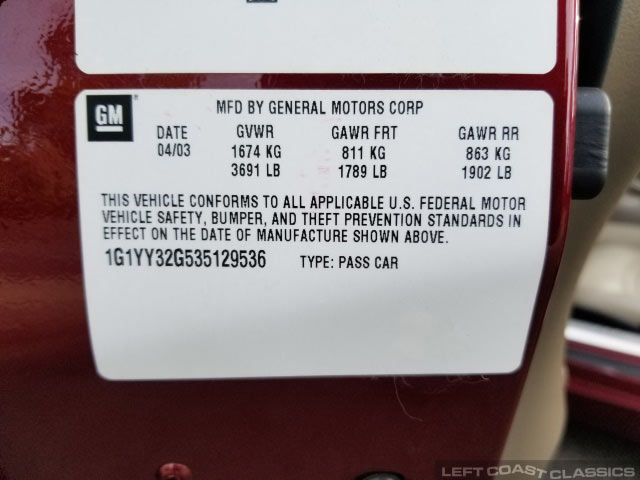 GM
MFD BY GENERAL MOTORS CORP
DATE GVWR GAWR FRT GAWR RR
04/03 1674 KG 811 KG 863 KG
3691 LB 1789 LB 1902 LB
THIS VEHICLE CONFORMS TO ALL APPLICABLE U.S. FEDERAL MOTOR
VEHICLE SAFETY, BUMPER, AND THEFT PREVENTION STANDARDS IN
EFFECT ON THE DATE OF MANUFACTURE SHOWN ABOVE.
1G1YY32G535129536 TYPE: PASS CAR
LEFT COAST CLASSICS